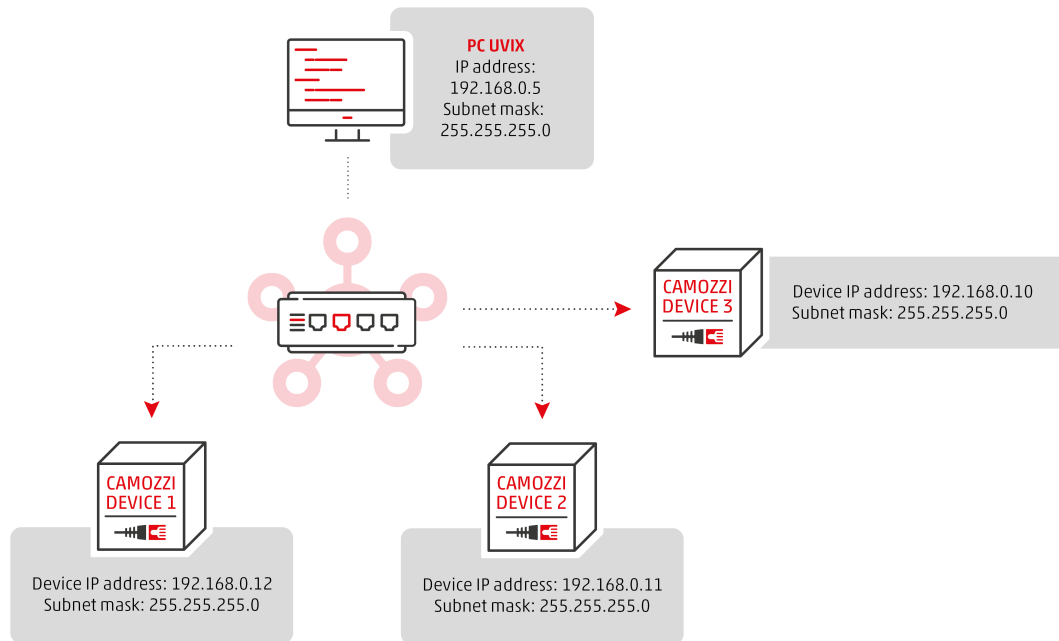 PC UVIX
IP address:
192.168.0.5
Subnet mask:
255.255.255.0
CAMOZZI
DEVICE 3
Device IP address: 192.168.0.10
Subnet mask: 255.255.255.0
CAMOZZI
DEVICE 1
Device IP address: 192.168.0.12
Subnet mask: 255.255.255.0
CAMOZZI
DEVICE 2
Device IP address: 192.168.0.11
Subnet mask: 255.255.255.0